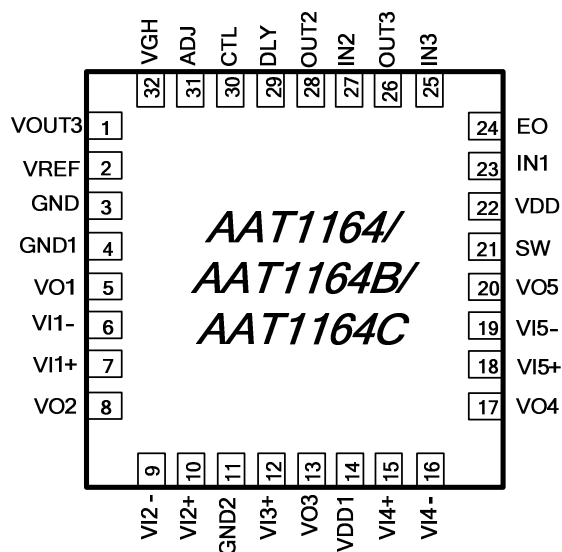 VGH
ADJ
CTL
DLY
OUT2
IN2
OUT3
IN3
32
31
30
29
28
27
26
25
VOUT3 1
VREF 2
GND 3
GND1 4
VO1 5
VI1- 6
VI1+ 7
VO2 8
AAT1164/
AAT1164B/
AAT1164C
24 EO
23 IN1
22 VDD
21 SW
20 VO5
19 VI5-
18 VI5+
17 VO4
9
10
11
12
13
14
15
16
VI2-
VI2+
GND2
VI3+
VO3
VDD1
VI4+
VI4-